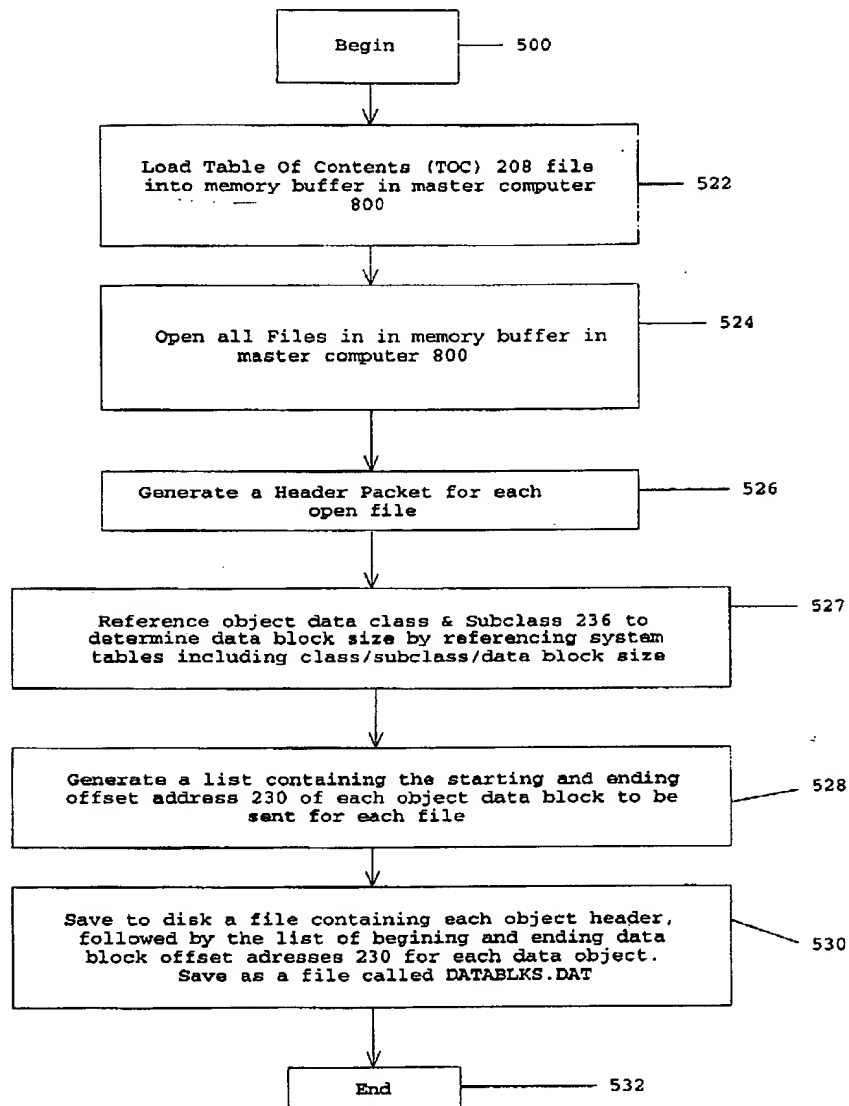 Begin
500
Load Table Of Contents (TOC) 208 file
into memory buffer in master computer
800
522
Open all Files in in memory buffer in
master computer 800
524
Generate a Header Packet for each
open file
526
Reference object data class & Subclass 236 to
determine data block size by referencing system
tables including class/subclass/data block size
527
Generate a list containing the starting and ending
offset address 230 of each object data block to be
sent for each file
528
Save to disk a file containing each object header,
followed by the list of begining and ending data
block offset adresses 230 for each data object.
Save as a file called DATABLKS.DAT
530
End
532